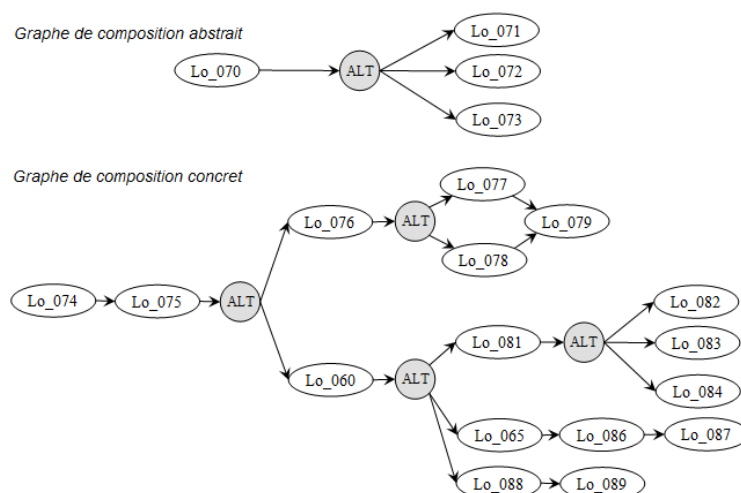 Graphe de composition abstrait
Lo_071
Lo_070
ALT
Lo_072
Lo_073
Graphe de composition concret
Lo_077
Lo_076
ALT
Lo_079
Lo_078
Lo_074
Lo_075
ALT
Lo_082
Lo_081
ALT
Lo_083
Lo_060
ALT
Lo_084
Lo_065
Lo_086
Lo_087
Lo_088
Lo_089